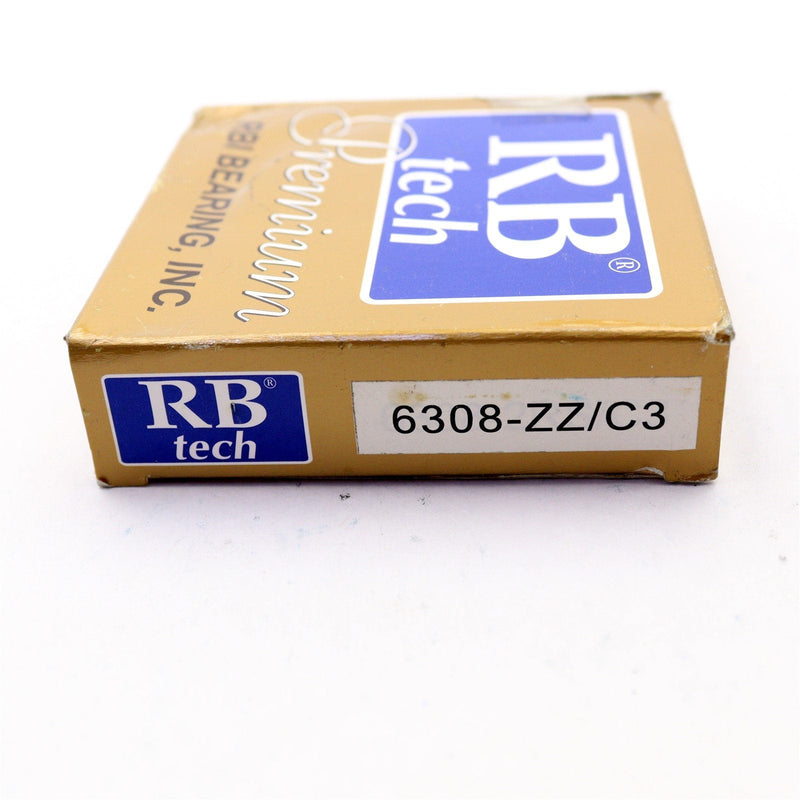 RB®
tech
Premium
RBI BEARING, INC.
RB®
tech
6308-ZZ/C3